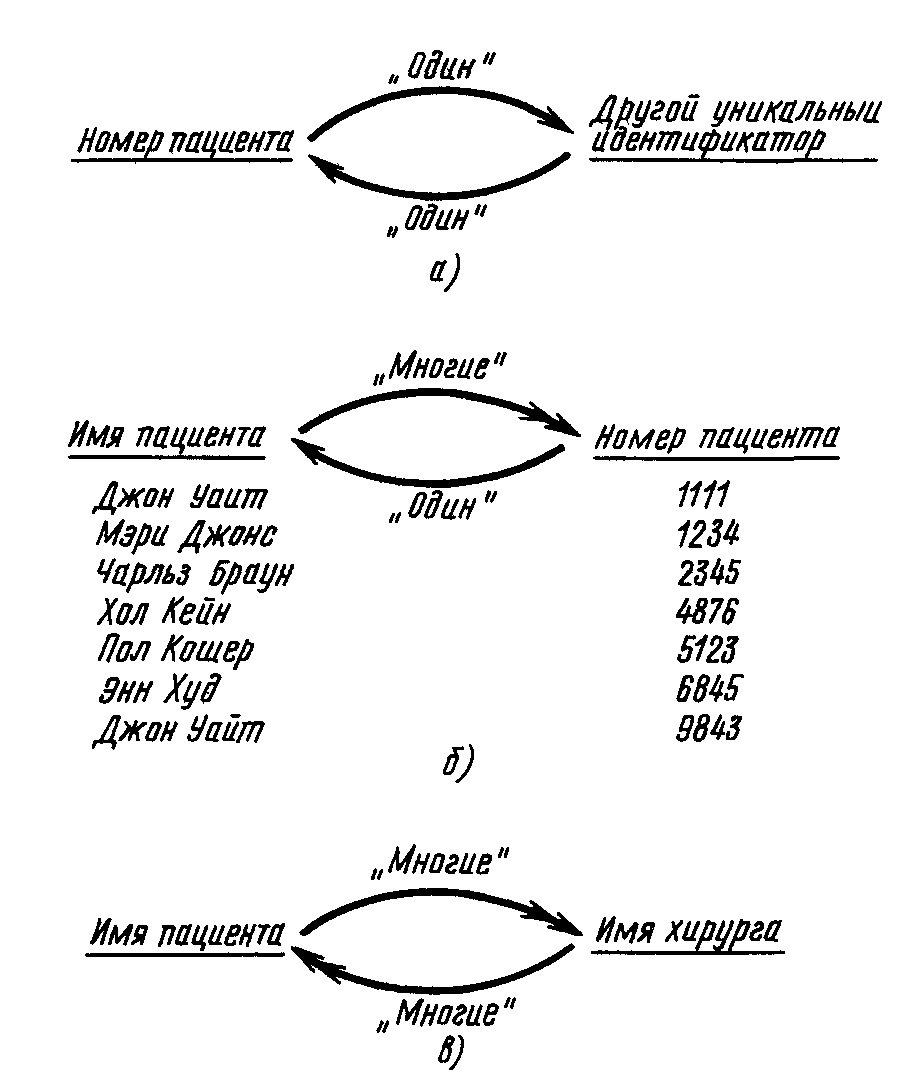 „Один"
Номер пациента
Другой уникальный
идентификатор
„Один"
а)
„Многие"
Имя пациента
Номер пациента
„Один"
Джон Уайт 1111
Мэри Джонс 1234
Чарльз Браун 2345
Хол Кейн 4876
Пол Кощер 5123
Энн Худ 6845
Джон Уайт 9843
б)
„Многие"
Имя пациента
Имя хирурга
„Многие"
в)